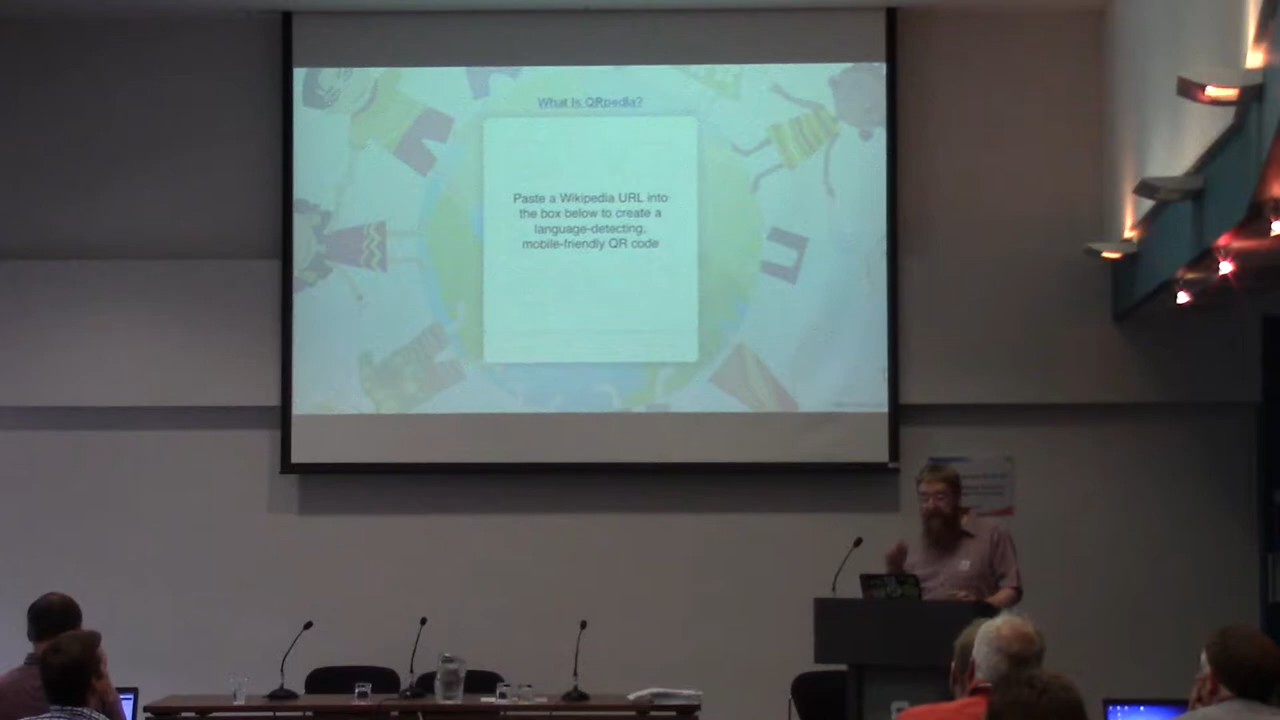 What Is QRpedia?
Paste a Wikipedia URL into
the box below to create a
language-detecting,
mobile-friendly QR code